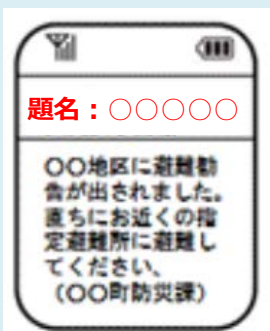 題名：○○○○○
○○地区に避難勧
告が出されました。
直ちにお近くの指
定避難所に避難し
てください、
（○○町防災課）